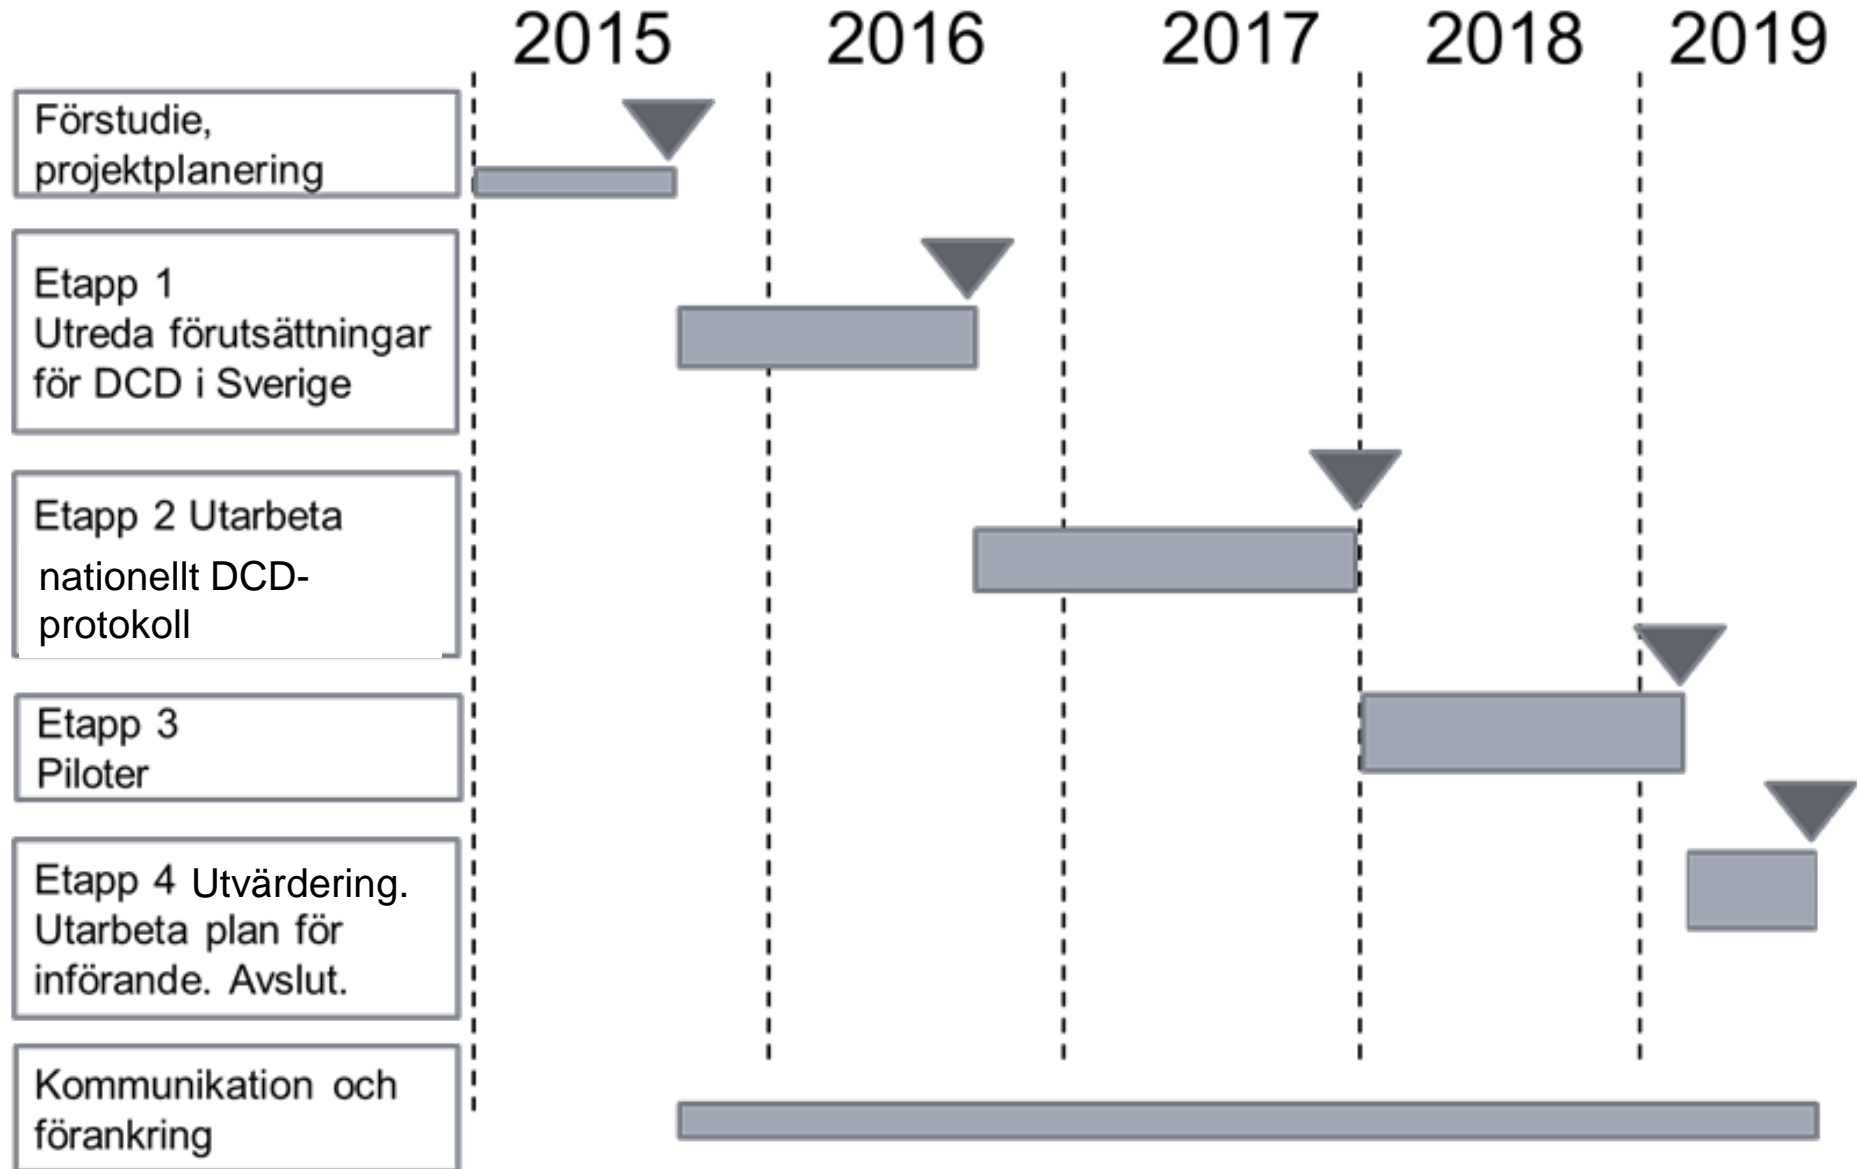 2015 2016 2017 2018 2019
Förstudie,
projektplanering
Etapp 1
Utreda förutsättningar
för DCD i Sverige
Etapp 2 Utarbeta
nationellt DCD-
protokoll
Etapp 3
Piloter
Etapp 4 Utvärdering.
Utarbeta plan för
införande. Avslut.
Kommunikation och
förankring